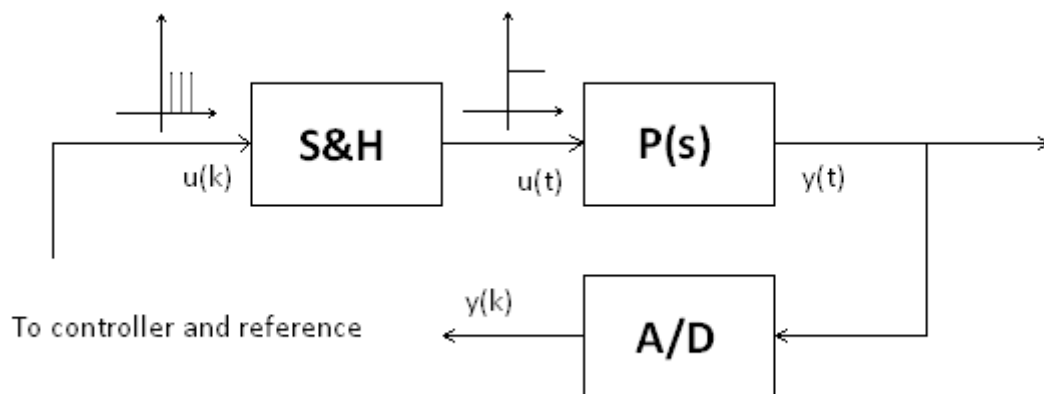 S&H
P(s)
u(k)
u(t)
y(t)
y(k)
To controller and reference
A/D